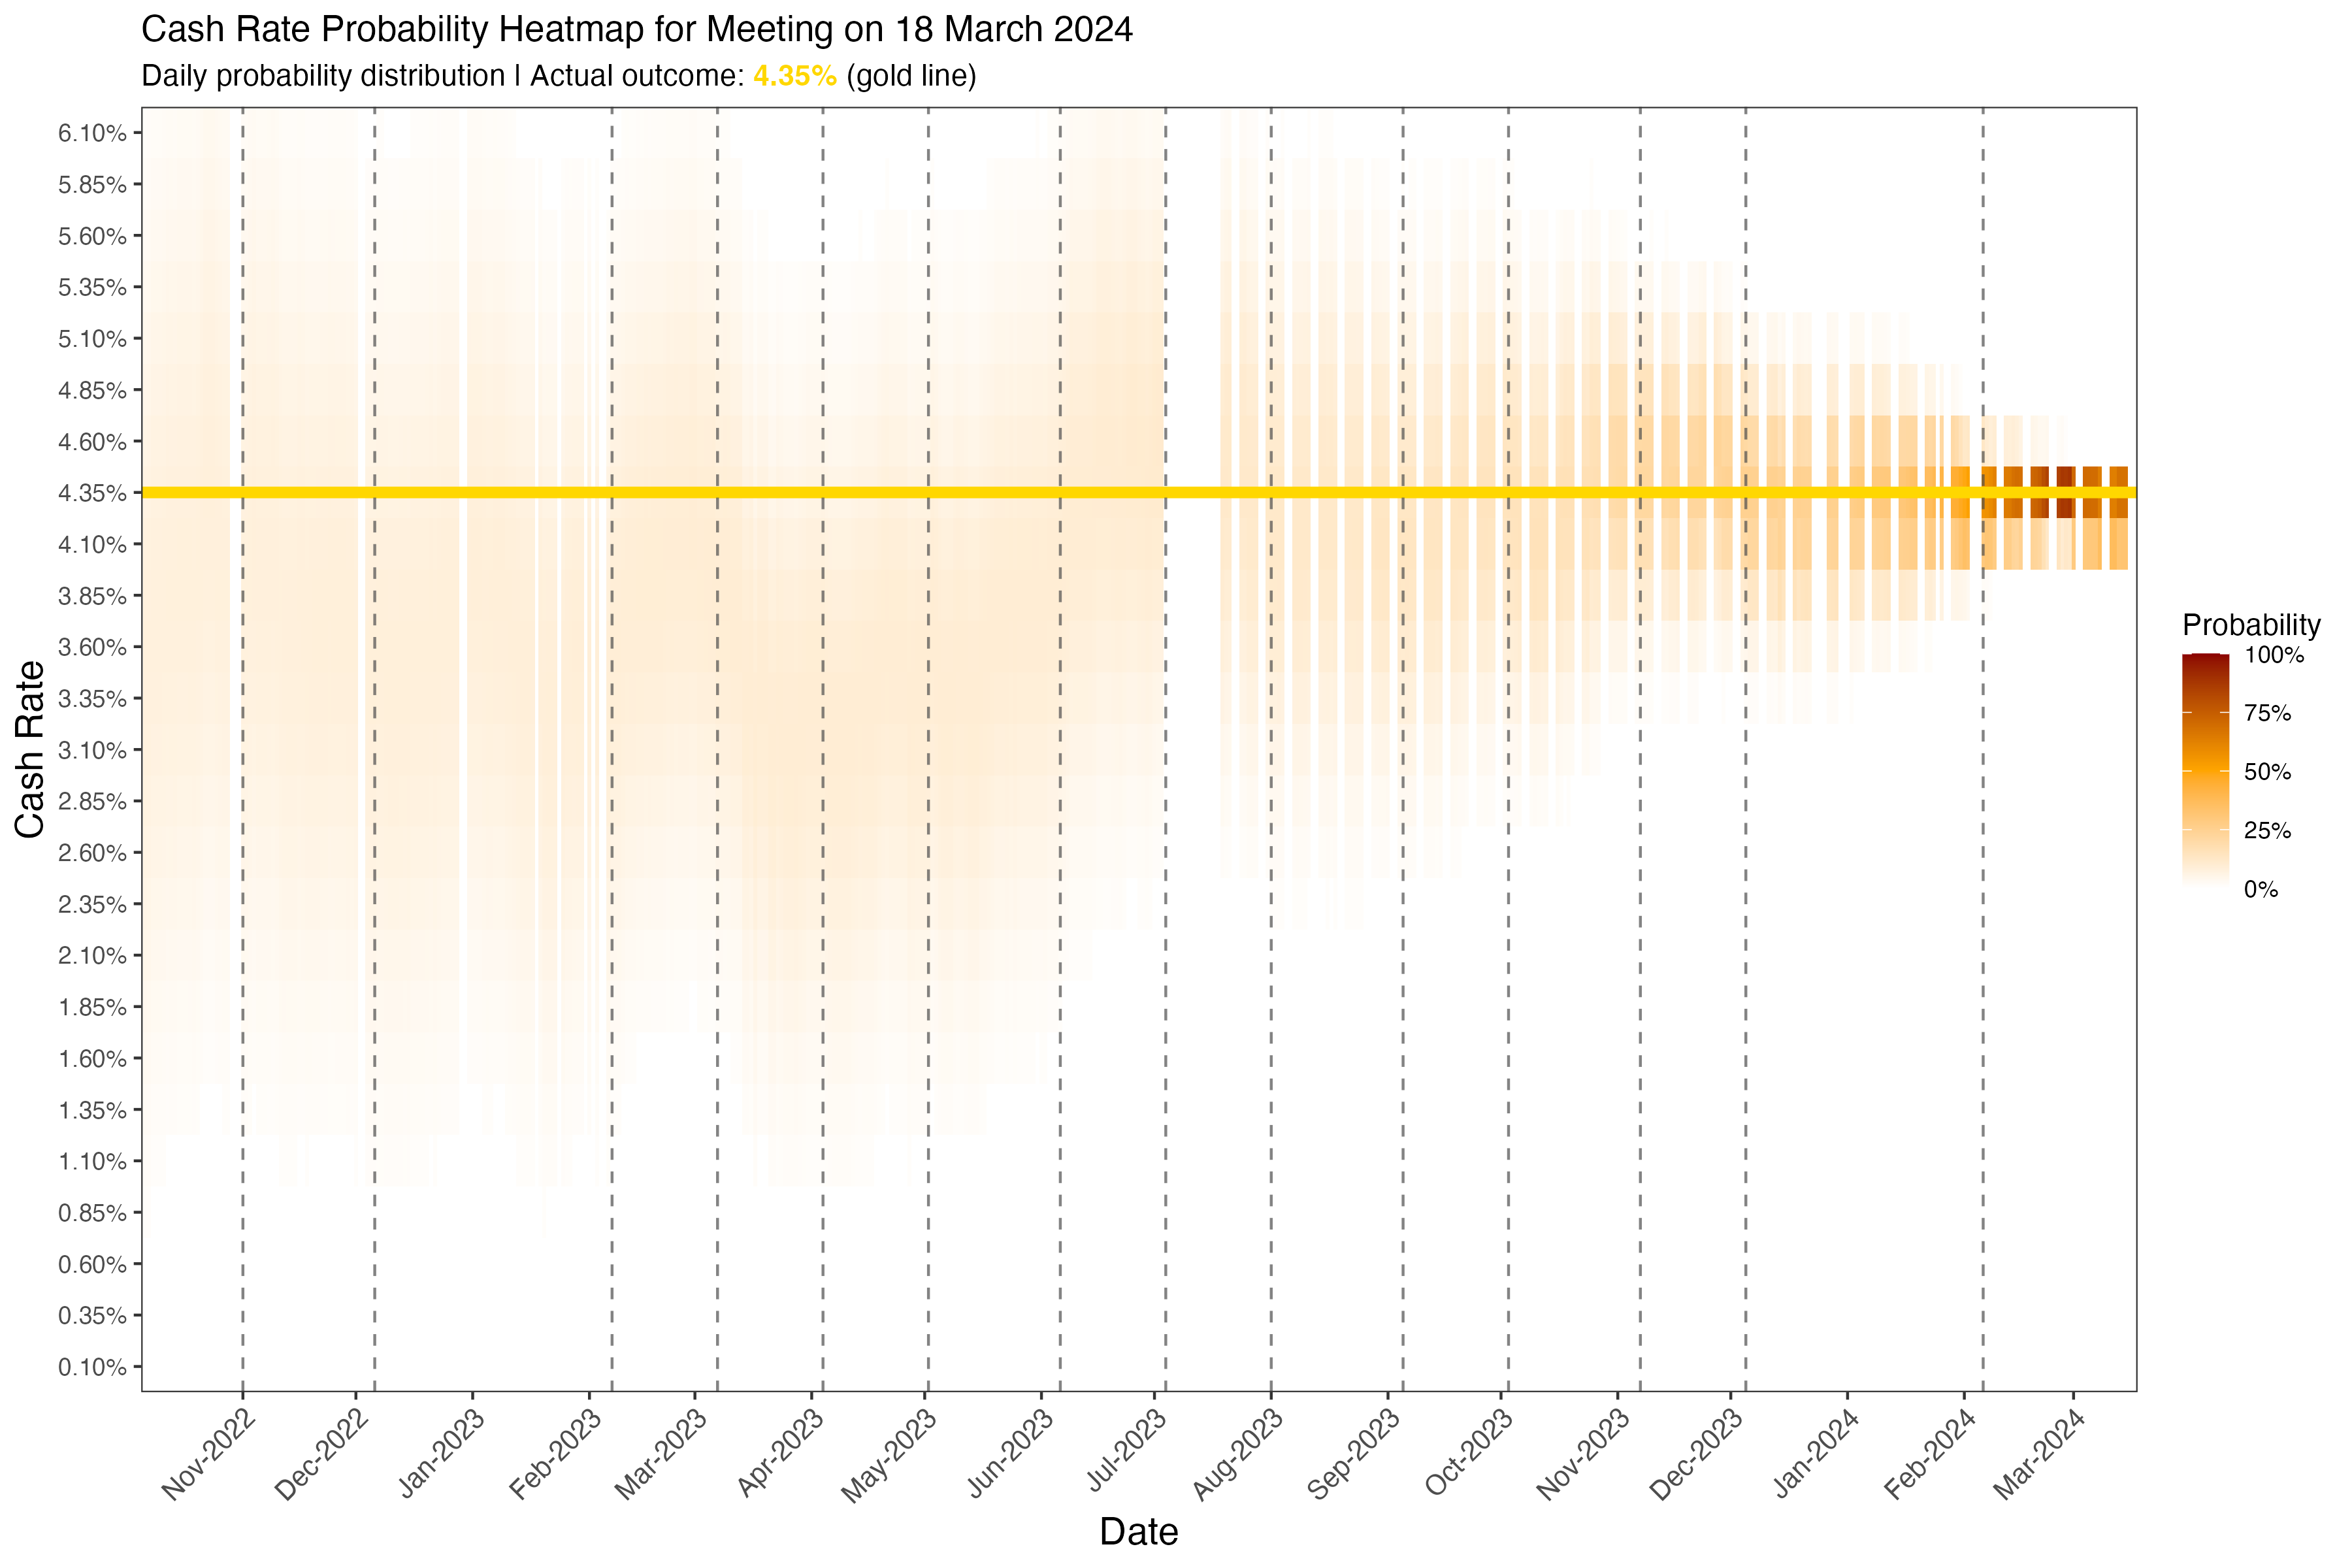 Cash Rate Probability Heatmap for Meeting on 18 March 2024
Daily probability distribution | Actual outcome: 4.35% (gold line)
6.10%
5.85%
5.60%
5.35%
5.10%
4.85%
4.60%
4.35%
4.10%
3.85%
3.60%
3.35%
3.10%
2.85%
2.60%
2.35%
2.10%
1.85%
1.60%
1.35%
1.10%
0.85%
0.60%
0.35%
0.10%
Cash Rate
Nov-2022
Dec-2022
Jan-2023
Feb-2023
Mar-2023
Apr-2023
May-2023
Jun-2023
Jul-2023
Aug-2023
Sep-2023
Oct-2023
Nov-2023
Dec-2023
Jan-2024
Feb-2024
Mar-2024
Date
Probability
100%
75%
50%
25%
0%